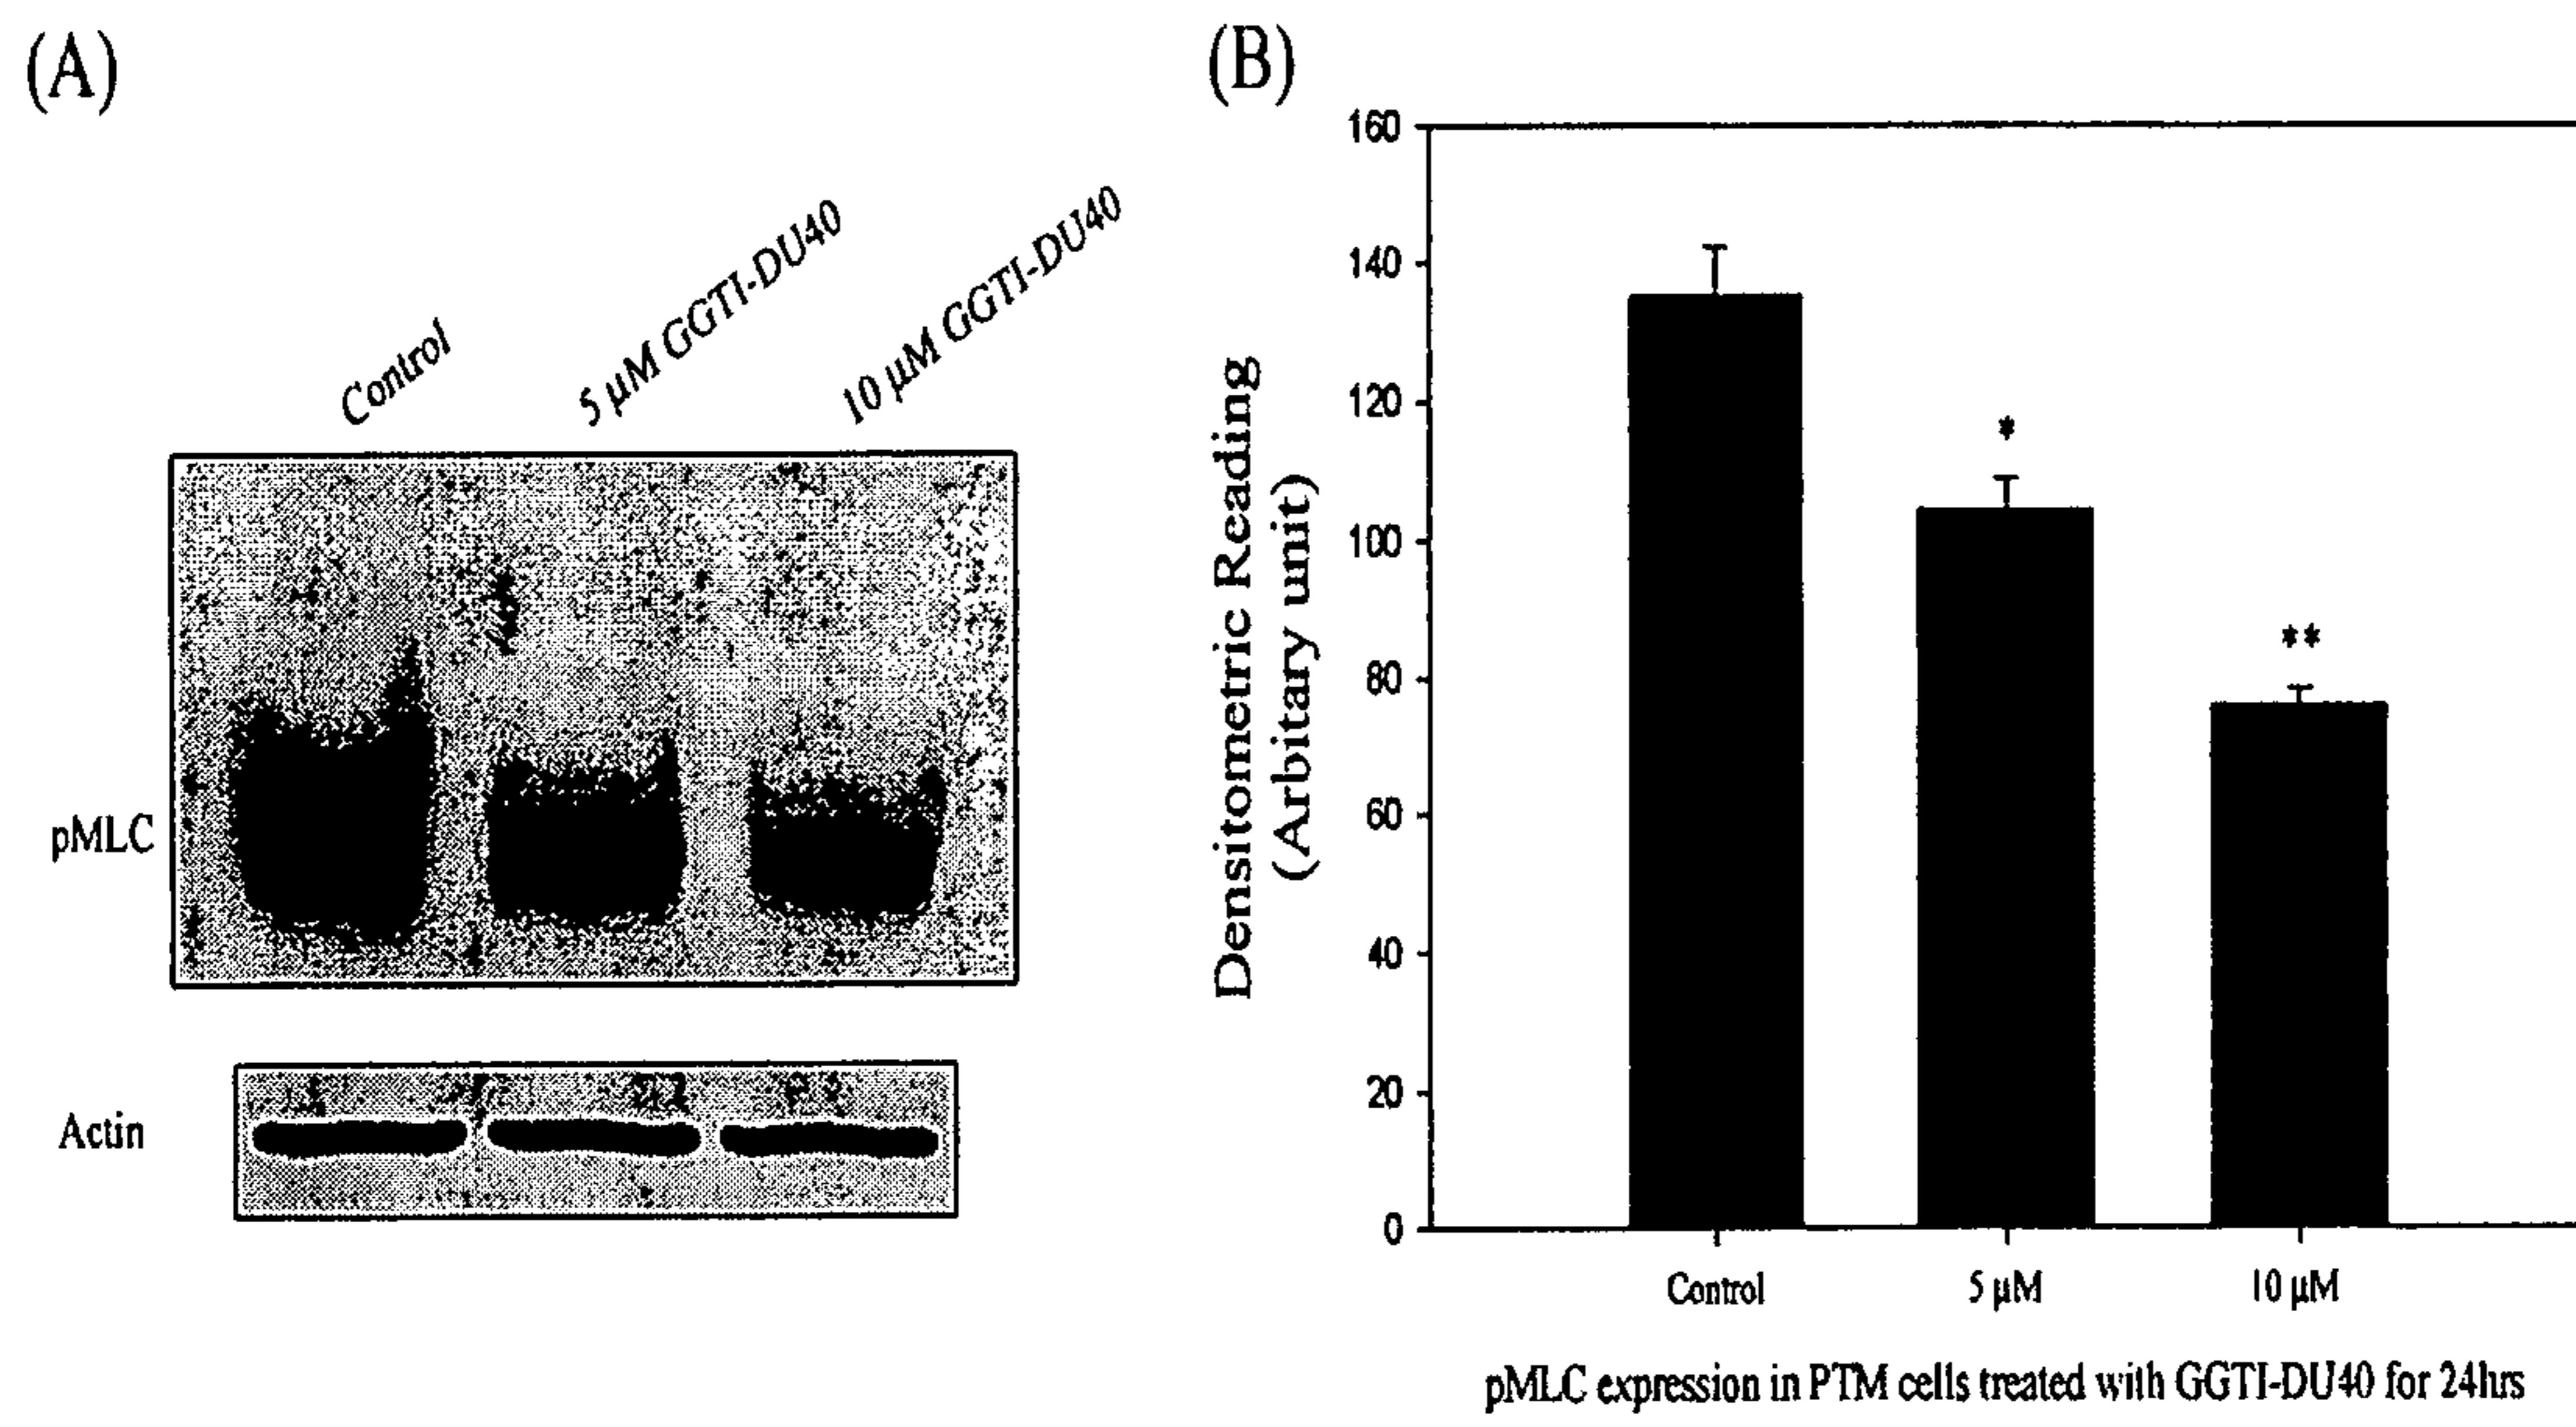 (A)
Control
5 µM GGTI-DU40
10 µM GGTI-DU40
pMLC
Actin
(B)
160
140
120
100
80
60
40
20
0
Densitometric Reading
(Arbitary unit)
*
**
Control
5 µM
10 µM
pMLC expression in PTM cells treated with GGTI-DU40 for 24hrs